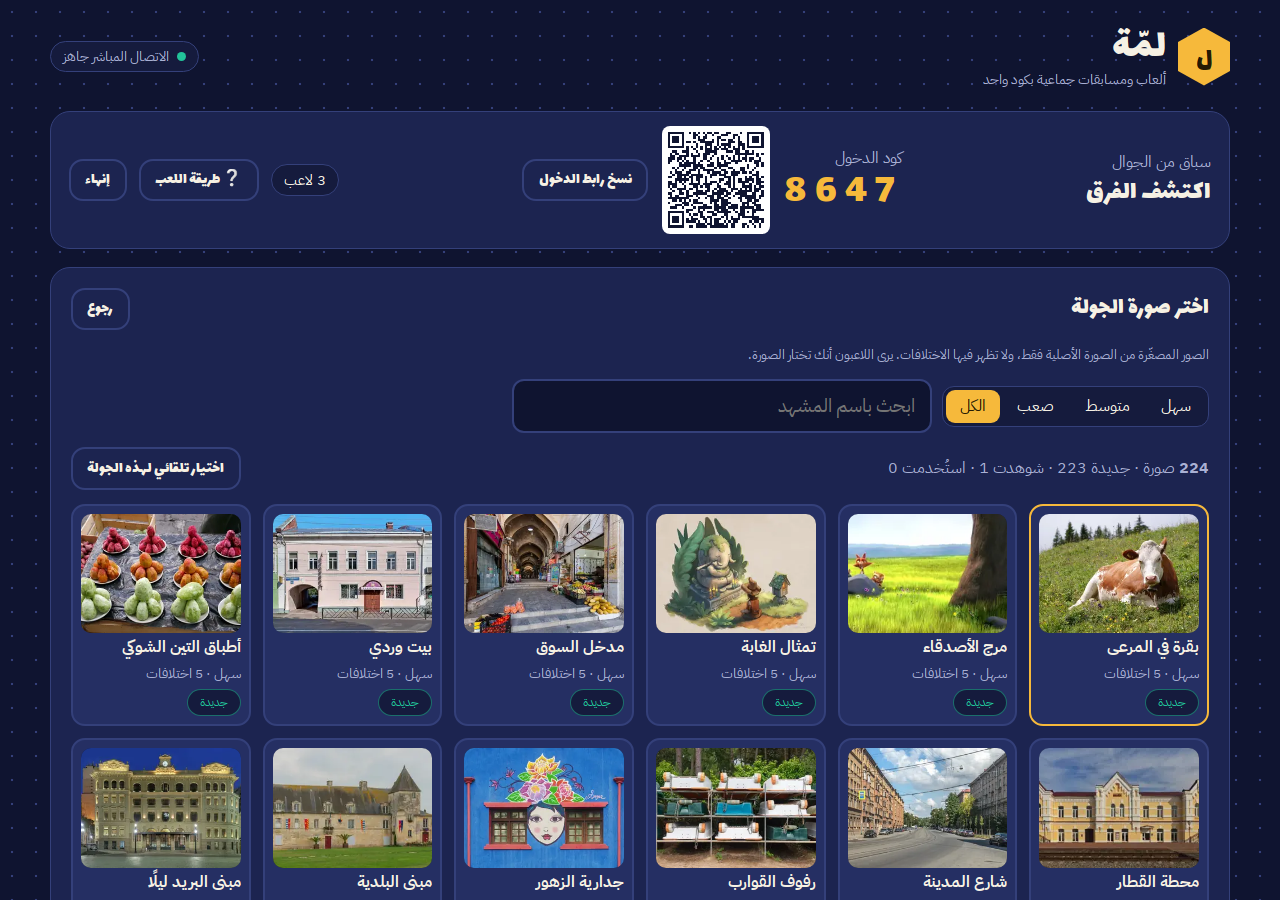 لمّة
ل
ألعاب ومسابقات جماعية بكود واحد
الاتصال المباشر جاهز
سباق من الجوال
اكتشف الفرق
كود الدخول
8647
نسخ رابط الدخول
3 لاعب
❔ طريقة اللعب
إنهاء
اختر صورة الجولة
رجوع
الصور المصغّرة من الصورة الأصلية فقط، ولا تظهر فيها الاختلافات. يرى اللاعبون أنك تختار الصورة.
سهل متوسط صعب الكل
ابحث باسم المشهد
224 صورة · جديدة 223 · شوهدت 1 · استُخدمت 0
اختيار تلقائي لهذه الجولة
بقرة في المرعى
سهل · 5 اختلافات
جديدة
مرج الأصدقاء
سهل · 5 اختلافات
جديدة
تمثال الغابة
سهل · 5 اختلافات
جديدة
مدخل السوق
سهل · 5 اختلافات
جديدة
بيت وردي
سهل · 5 اختلافات
جديدة
أطباق التين الشوكي
سهل · 5 اختلافات
جديدة
محطة القطار
شارع المدينة
رفوف القوارب
جدارية الزهور
مبنى البلدية
مبنى البريد ليلًا